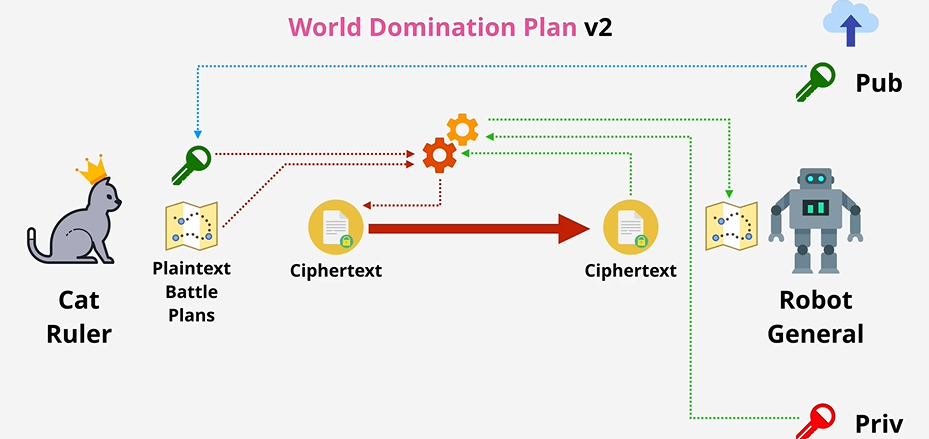 World Domination Plan v2
Pub
Plaintext
Battle
Plans
Ciphertext
Ciphertext
Cat
Ruler
Robot
General
Priv